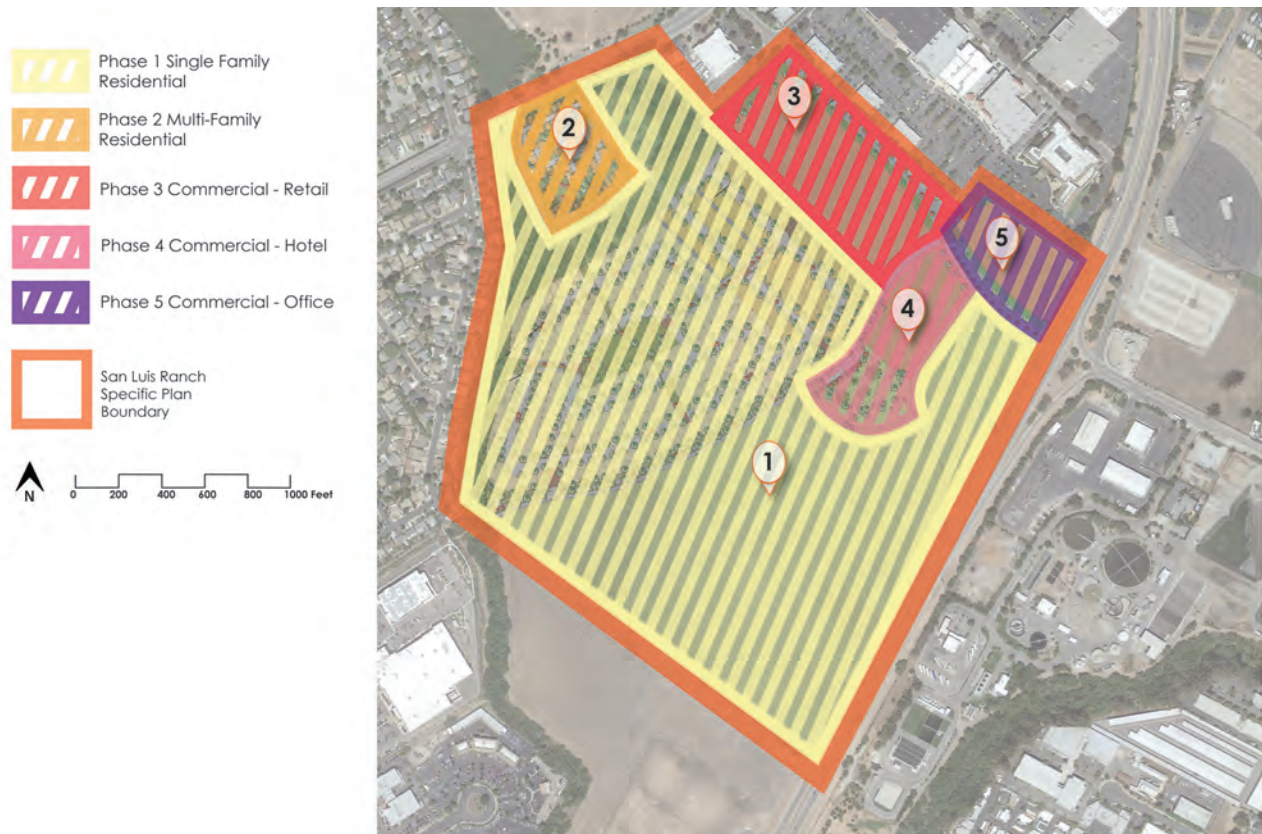 Phase 1 Single Family
Residential
Phase 2 Multi-Family
Residential
Phase 3 Commercial - Retail
Phase 4 Commercial - Hotel
Phase 5 Commercial - Office
San Luis Ranch
Specific Plan
Boundary
N
0 200 400 600 800 1000 Feet
3
2
5
4
1